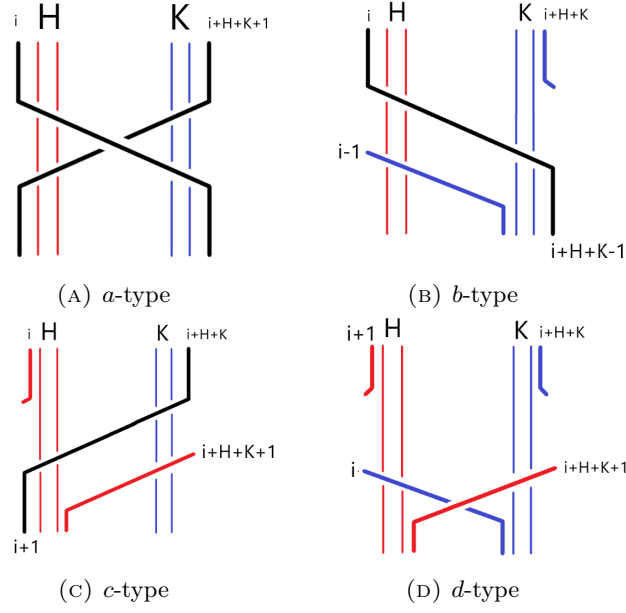 i H K i+H+K+1
i H K i+H+K
i-1
i+H+K-1
(A) a-type
(B) b-type
i H K i+H+K
i+H+K+1
i+1
i+1 H K i+H+K
i
i+H+K+1
(C) c-type
(D) d-type